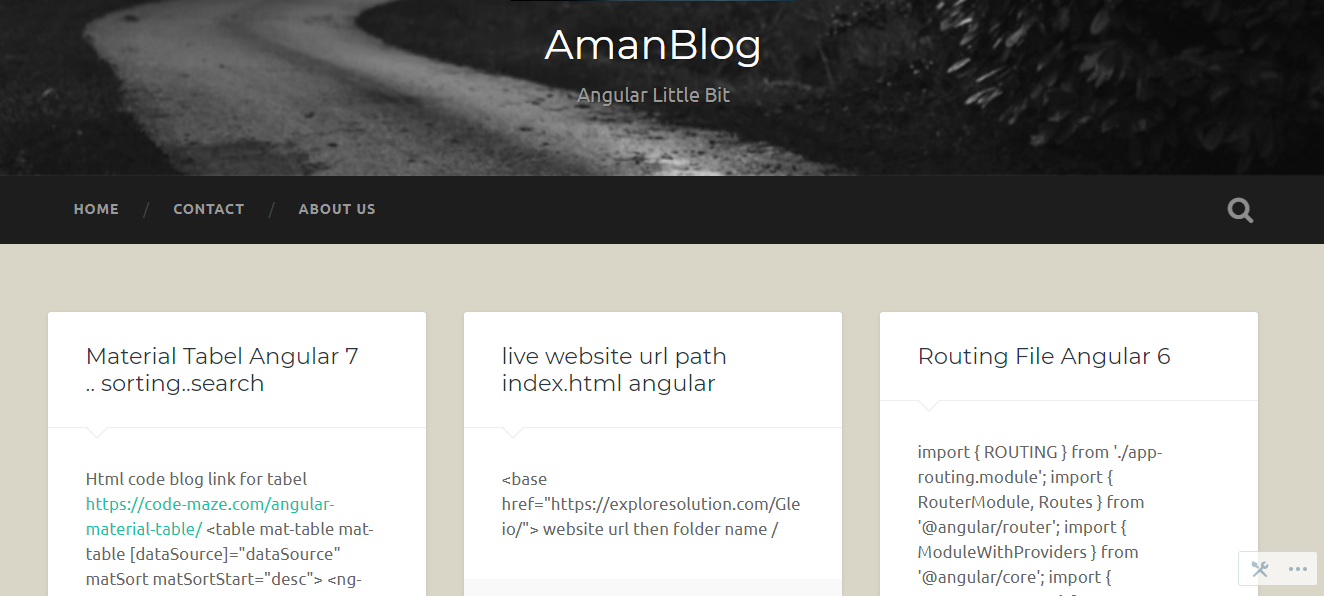 AmanBlog
Angular Little Bit
HOME / CONTACT / ABOUT US
Material Tabel Angular 7
.. sorting..search
Html code blog link for tabel
https://code-maze.com/angular-
material-table/ <table mat-table mat-
table [dataSource]="dataSource"
matSort matSortStart="desc"> <ng-
live website url path
index.html angular
<base
href="https://exploresolution.com/Gle
io/"> website url then folder name /
Routing File Angular 6
import { ROUTING } from './app-
routing.module'; import {
RouterModule, Routes } from
'@angular/router'; import {
ModuleWithProviders } from
'@angular/core'; import {